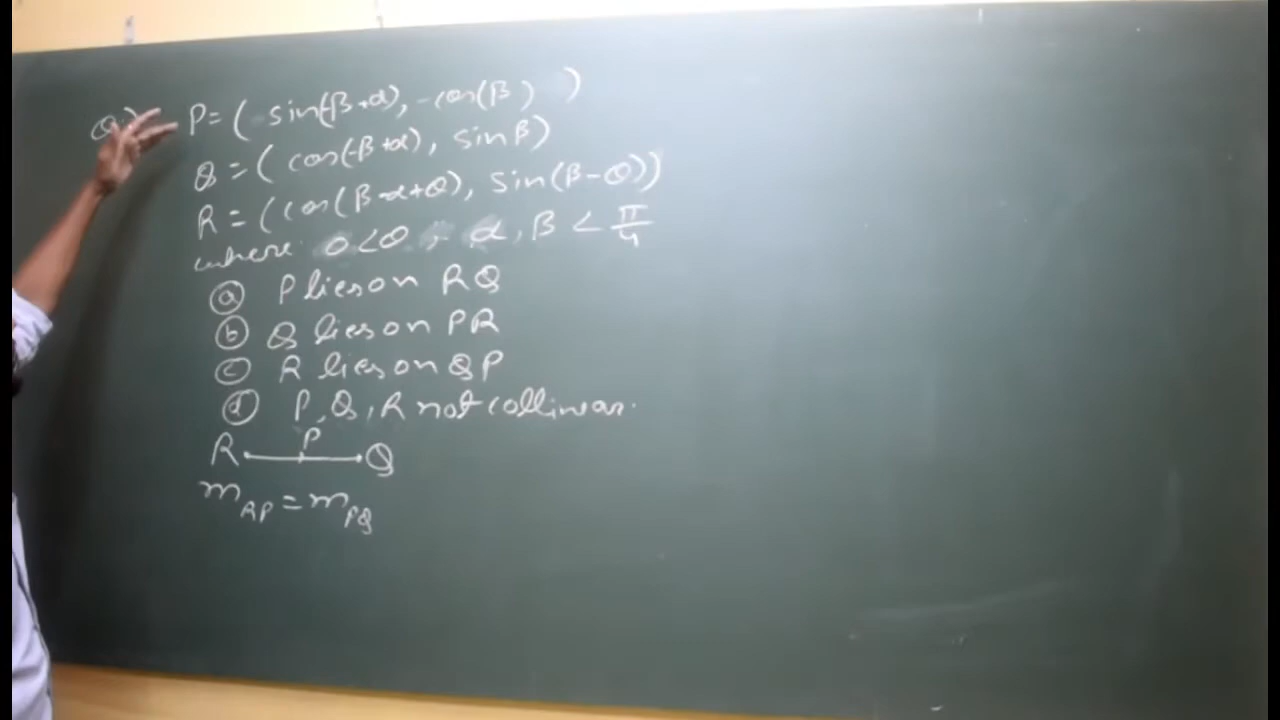 Q) P = ( sin(-β+α), -cos(β) )
Q = ( cos(-β+α), sin β)
R = (cos(β-α+θ), sin(β-θ))
where 0<θ , α, β < π/4
ⓐ P lies on RQ
ⓑ Q lies on PR
ⓒ R lies on QP
ⓓ P, Q, R not collinear.
R P Q
m_RP = m_PQ